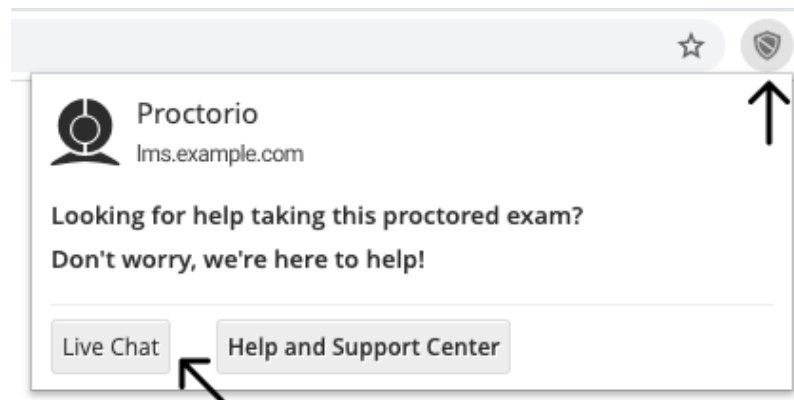 Proctorio
lms.example.com
Looking for help taking this proctored exam?
Don't worry, we're here to help!
Live Chat
Help and Support Center